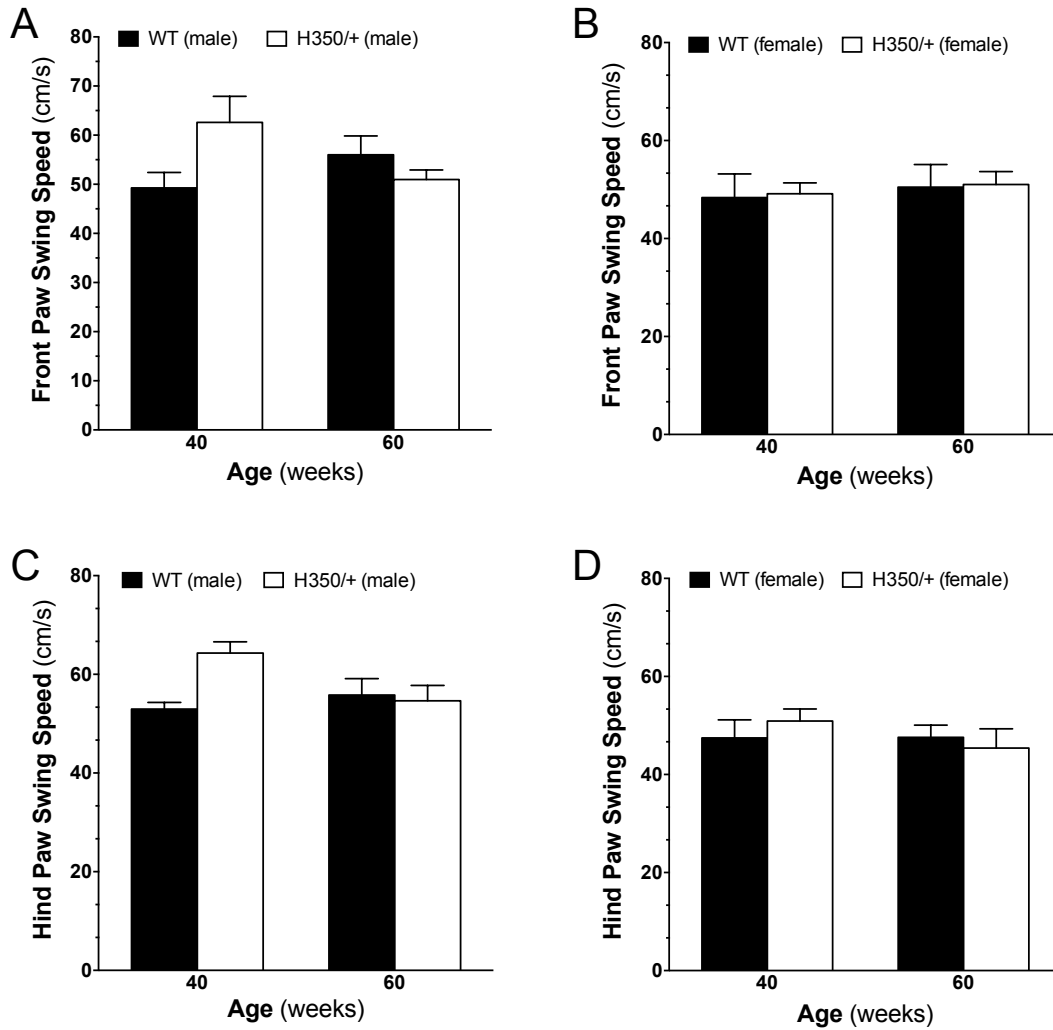 A
WT (male) H350/+ (male)
Front Paw Swing Speed (cm/s)
80
70
60
50
40
30
20
10
0
40 60
Age (weeks)
B
WT (female) H350/+ (female)
Front Paw Swing Speed (cm/s)
80
60
40
20
0
40 60
Age (weeks)
C
WT (male) H350/+ (male)
Hind Paw Swing Speed (cm/s)
80
60
40
20
0
40 60
Age (weeks)
D
WT (female) H350/+ (female)
Hind Paw Swing Speed (cm/s)
80
60
40
20
0
40 60
Age (weeks)